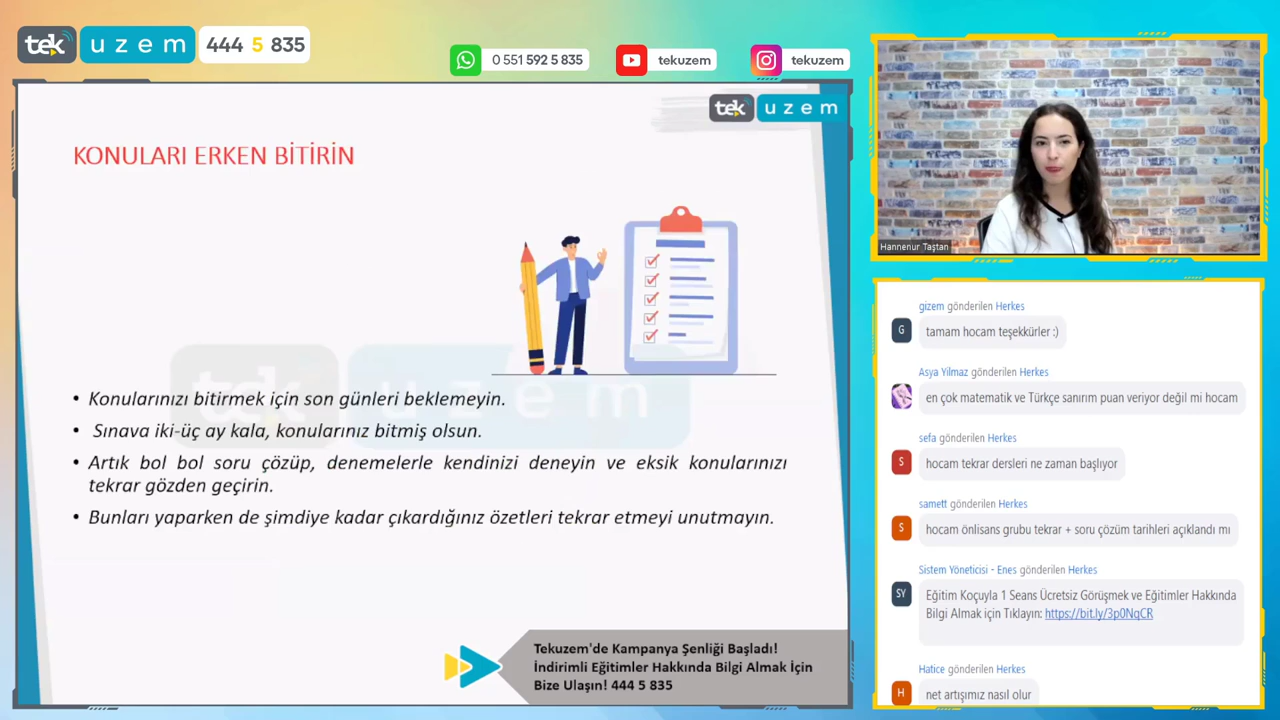 tek uzem 444 5 835
0 551 592 5 835
tekuzem
tekuzem
tek uzem
KONULARI ERKEN BİTİRİN
tek uzem
• Konularınızı bitirmek için son günleri beklemeyin.
• Sınava iki-üç ay kala, konularınız bitmiş olsun.
• Artık bol bol soru çözüp, denemelerle kendinizi deneyin ve eksik konularınızı
tekrar gözden geçirin.
• Bunları yaparken de şimdiye kadar çıkardığınız özetleri tekrar etmeyi unutmayın.
Tekuzem'de Kampanya Şenliği Başladı!
İndirimli Eğitimler Hakkında Bilgi Almak İçin
Bize Ulaşın! 444 5 835
Hannenur Taştan
gizem gönderilen Herkes
G
tamam hocam teşekkürler :)
Asya Yilmaz gönderilen Herkes
en çok matematik ve Türkçe sanırım puan veriyor değil mi hocam
sefa gönderilen Herkes
S
hocam tekrar dersleri ne zaman başlıyor
samett gönderilen Herkes
S
hocam önlisans grubu tekrar + soru çözüm tarihleri açıklandı mı
Sistem Yöneticisi - Enes gönderilen Herkes
SY
Eğitim Koçuyla 1 Seans Ücretsiz Görüşmek ve Eğitimler Hakkında
Bilgi Almak için Tıklayın: https://bit.ly/3p0NqCR
Hatice gönderilen Herkes
H
net artışımız nasıl olur